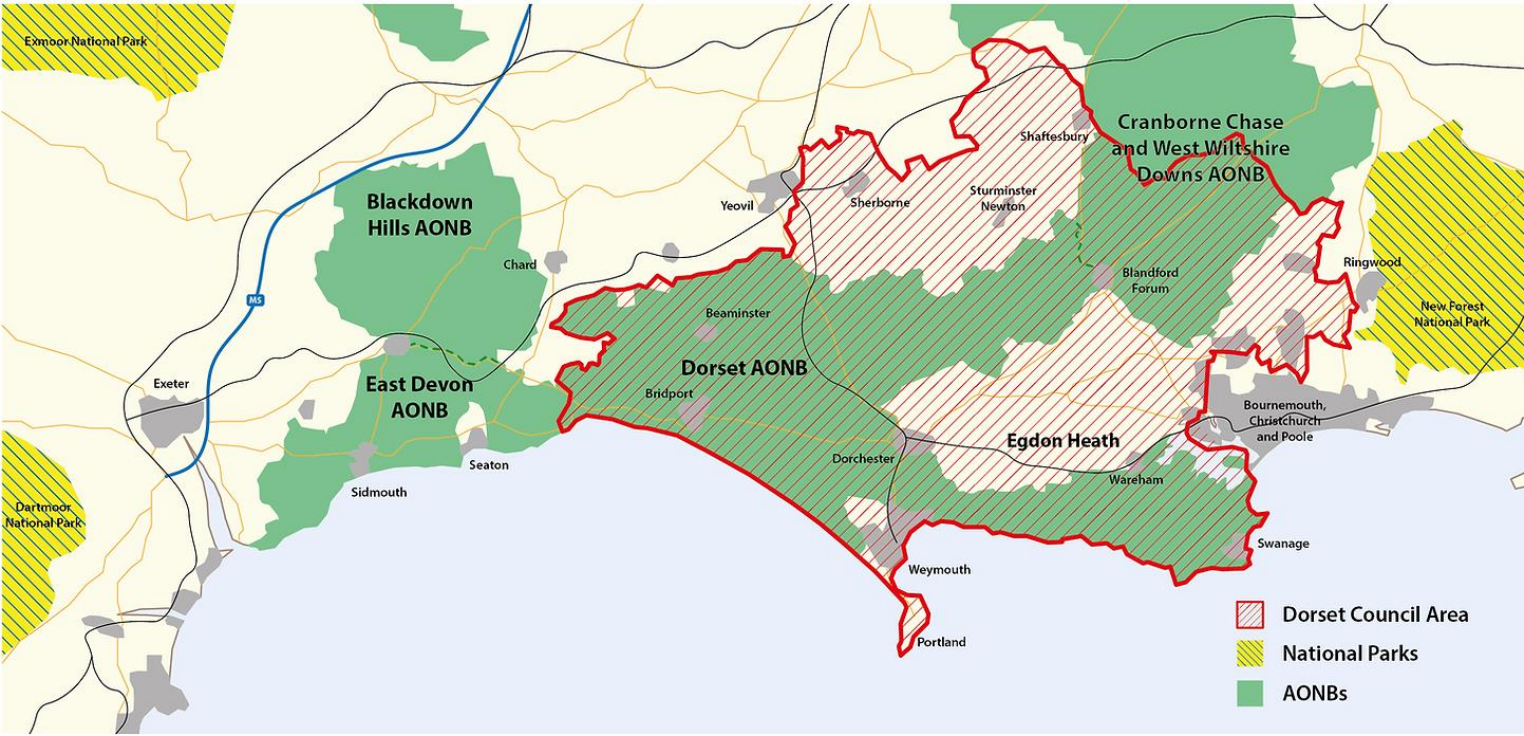 Exmoor National Park
Cranborne Chase
and West Wiltshire
Downs AONB
Shaftesbury
Blackdown
Hills AONB
Yeovil
Sherborne
Sturminster
Newton
Chard
Blandford
Forum
Ringwood
M5
New Forest
National Park
Beaminster
Dorset AONB
East Devon
AONB
Exeter
Bridport
Bournemouth,
Christchurch
and Poole
Egdon Heath
Dorchester
Seaton
Wareham
Sidmouth
Dartmoor
National Park
Swanage
Weymouth
Portland
Dorset Council Area
National Parks
AONBs